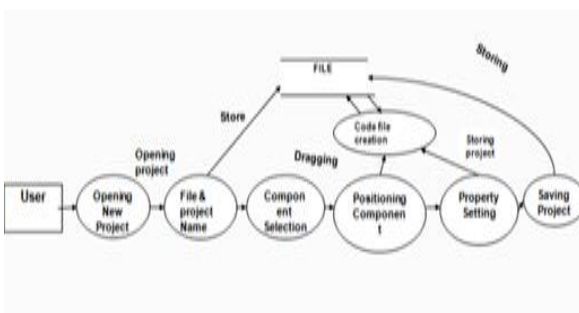 Storing
FILE
Store
Code file
creation
Opening
project
Dragging
Storing
project
User
Opening
New
Project
File &
project
Name
Compon
ent
Selection
Positioning
Componen
t
Property
Setting
Saving
Project